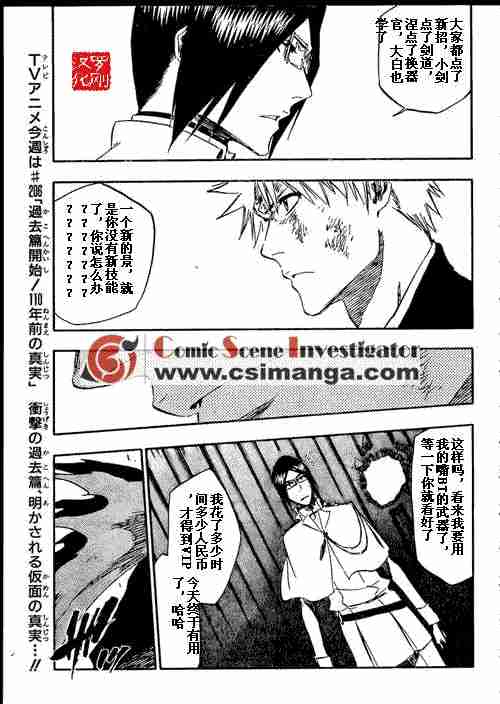 大家都点了
新招，小剑
点了剑道，
涅点了换器
官，大白也
学了
汉化
罗刚
一个新的景，就
是你没有新技能
了，你说怎么办
？？？？？？？
？？？？？？？
Comic Scene Investigator
www.csimanga.com
这样吗，看来我要用
我的嘴BT的武器了，
等一下你就看好了
我花了多少时
间多少人民币
，才得到VIP
今天终于有用
了，哈哈
TVアニメ今週は#206「過去篇開始！110年前の真実」 衝撃の過去篇、明かされる仮面の真実…!!